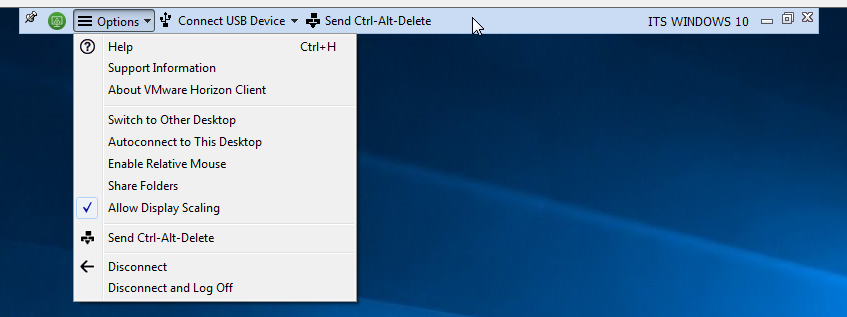 Options Connect USB Device Send Ctrl-Alt-Delete ITS WINDOWS 10
Help Ctrl+H
Support Information
About VMware Horizon Client
Switch to Other Desktop
Autoconnect to This Desktop
Enable Relative Mouse
Share Folders
Allow Display Scaling
Send Ctrl-Alt-Delete
Disconnect
Disconnect and Log Off